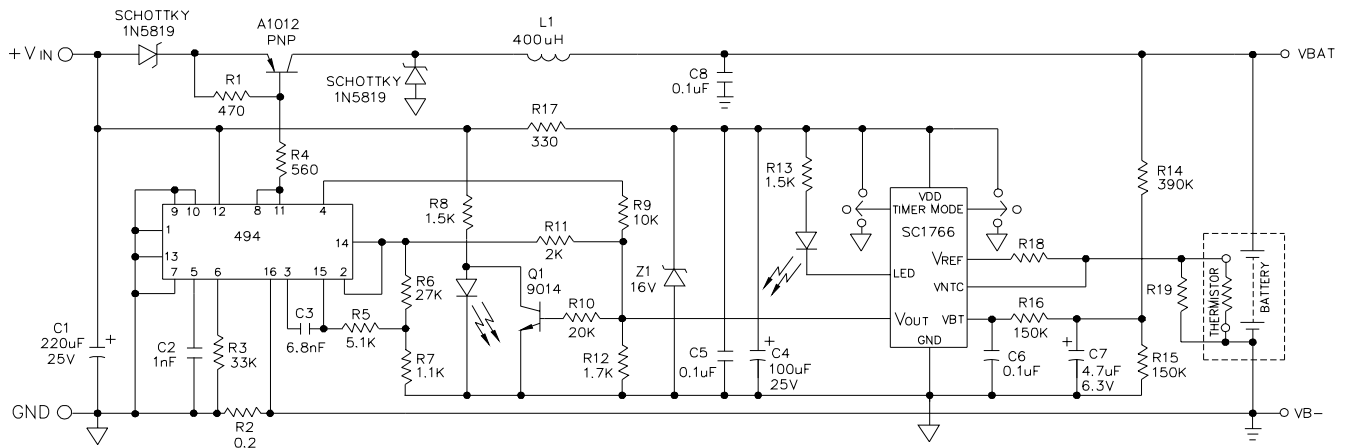 SCHOTTKY
1N5819
A1012
PNP
L1
400uH
+VIN
VBAT
R1
470
SCHOTTKY
1N5819
C8
0.1uF
R17
330
R4
560
R13
1.5K
R14
390K
9 10 12 8 11 4
R8
1.5K
R9
10K
VDD
TIMER MODE
SC1766
1
494
14
R11
2K
13
7 5 6 16 3 15 2
R6
27K
Q1
9014
Z1
16V
LED
VREF
VNTC
R18
R19
THERMISTOR
BATTERY
C3
6.8nF
R5
5.1K
R10
20K
VOUT
VBT
GND
R16
150K
C1
220uF
25V
+
C2
1nF
R3
33K
R7
1.1K
R12
1.7K
C5
0.1uF
+
C4
100uF
25V
C6
0.1uF
+
C7
4.7uF
6.3V
R15
150K
GND
R2
0.2
VB-